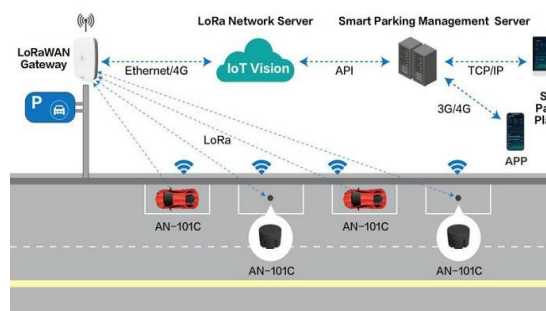 LoRa Network Server
Smart Parking Management Server
LoRaWAN
Gateway
Ethernet/4G
IoT Vision
API
TCP/IP
3G/4G
P
LoRa
APP
AN-101C
AN-101C
AN-101C
AN-101C